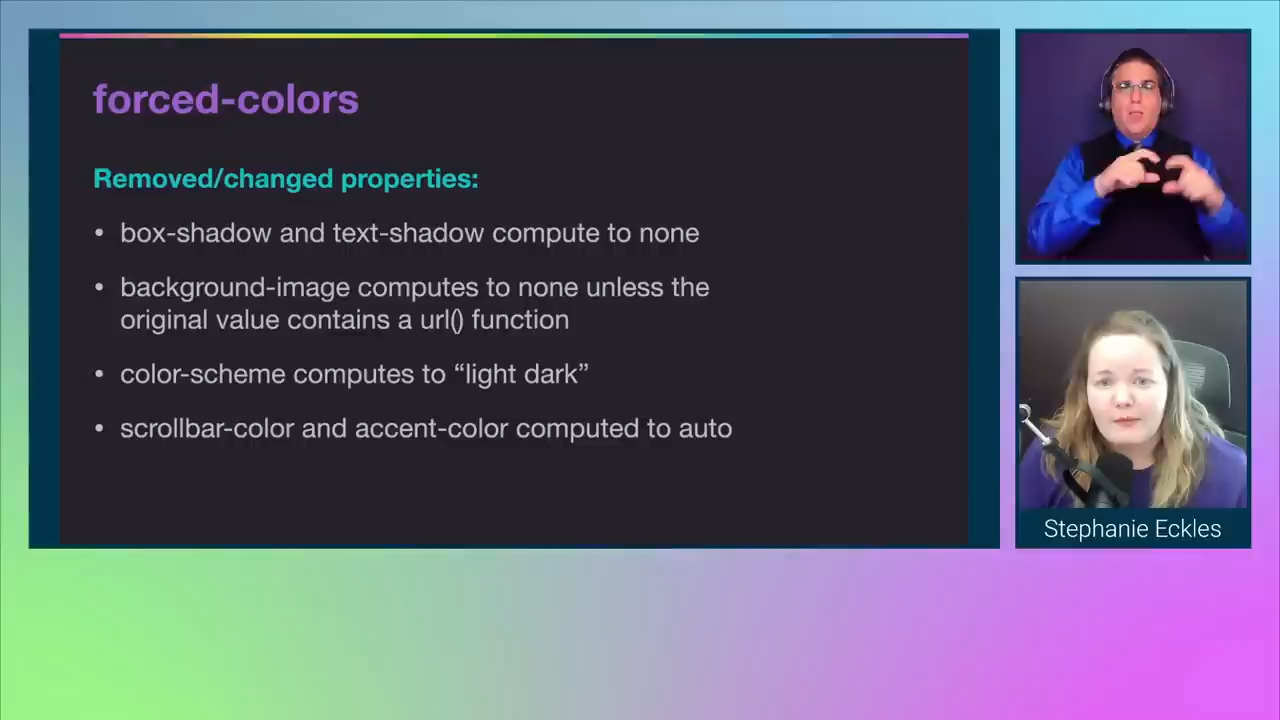 forced-colors
Removed/changed properties:
• box-shadow and text-shadow compute to none
• background-image computes to none unless the
original value contains a url() function
• color-scheme computes to “light dark”
• scrollbar-color and accent-color computed to auto
Stephanie Eckles